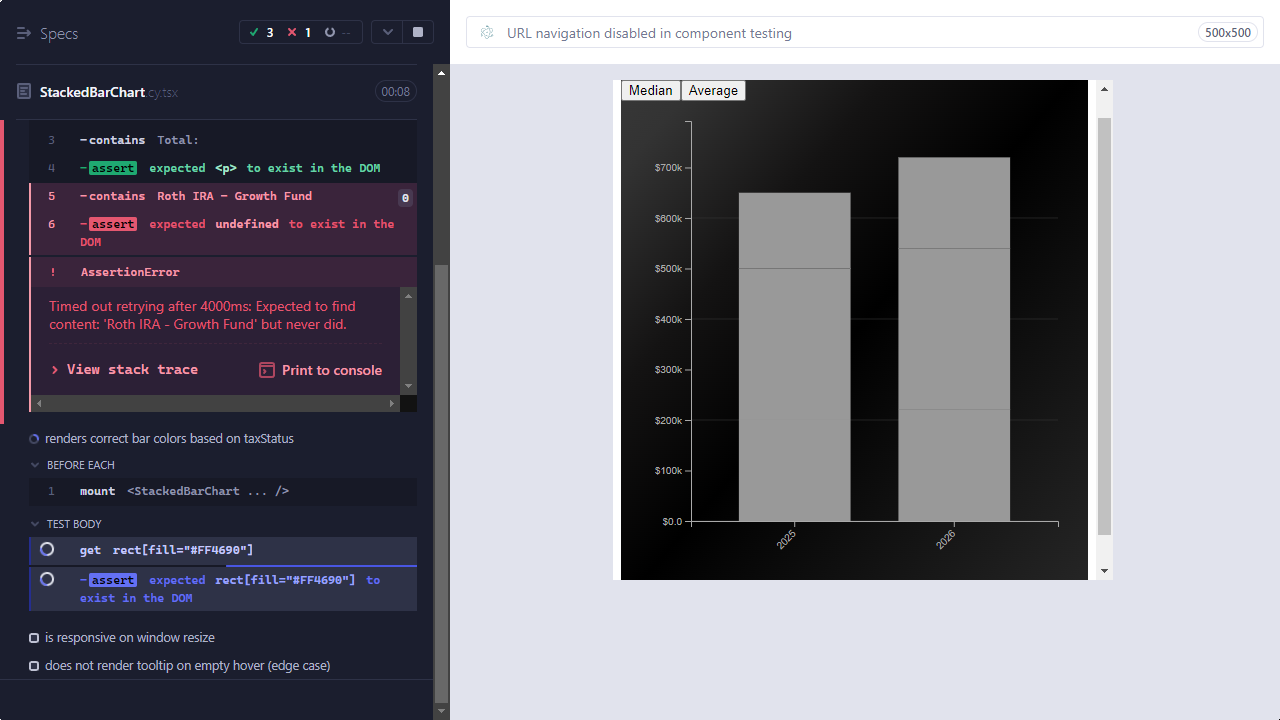 Specs
3
1
--
StackedBarChart.cy.tsx
00:08
3 -contains Total:
4 -assert expected <p> to exist in the DOM
5 -contains Roth IRA - Growth Fund 0
6 -assert expected undefined to exist in the
DOM
! AssertionError
Timed out retrying after 4000ms: Expected to find
content: 'Roth IRA - Growth Fund' but never did.
View stack trace
Print to console
renders correct bar colors based on taxStatus
BEFORE EACH
1 mount <StackedBarChart ... />
TEST BODY
get rect[fill="#FF4690"]
-assert expected rect[fill="#FF4690"] to
exist in the DOM
is responsive on window resize
does not render tooltip on empty hover (edge case)
URL navigation disabled in component testing
500x500
Median
Average
$700k
$600k
$500k
$400k
$300k
$200k
$100k
$0.0
2025
2026